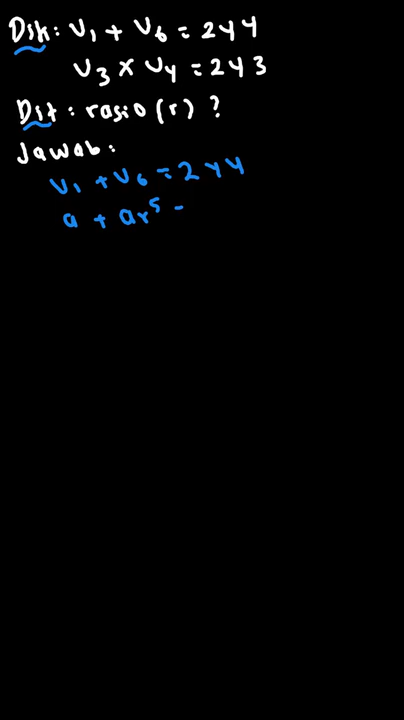 Dik: U₁ + U₆ = 244
U₃ × U₄ = 243
Dit: rasio (r) ?
Jawab:
U₁ + U₆ = 244
a + ar⁵ -